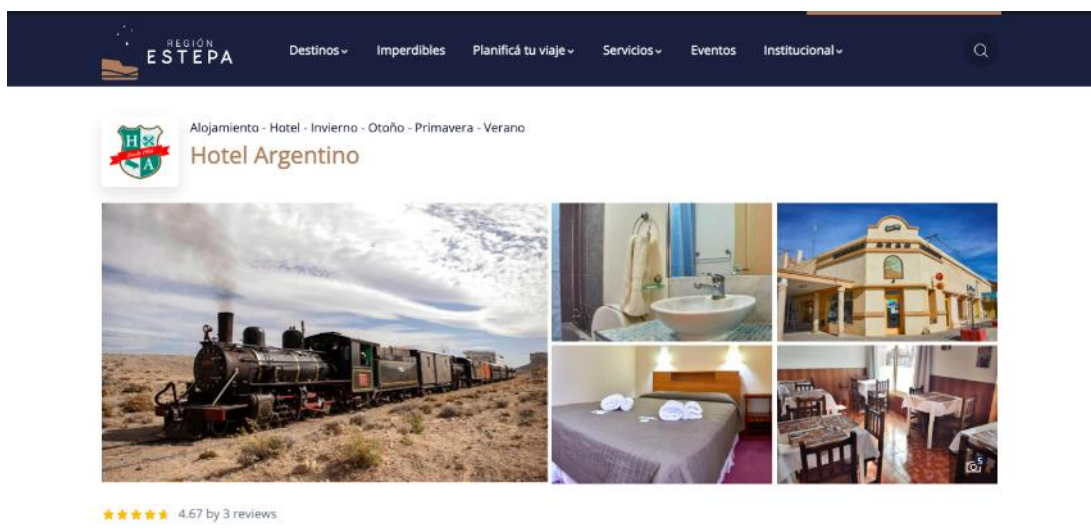 REGIÓN
ESTEPA
Destinos Imperdibles Planificá tu viaje Servicios Eventos Institucional
Alojamiento - Hotel - Invierno - Otoño - Primavera - Verano
Hotel Argentino
H
A
5
4.67 by 3 reviews